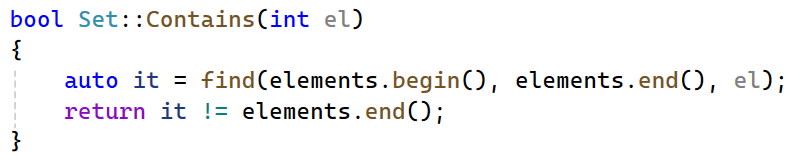 bool Set::Contains(int el)
{
    auto it = find(elements.begin(), elements.end(), el);
    return it != elements.end();
}